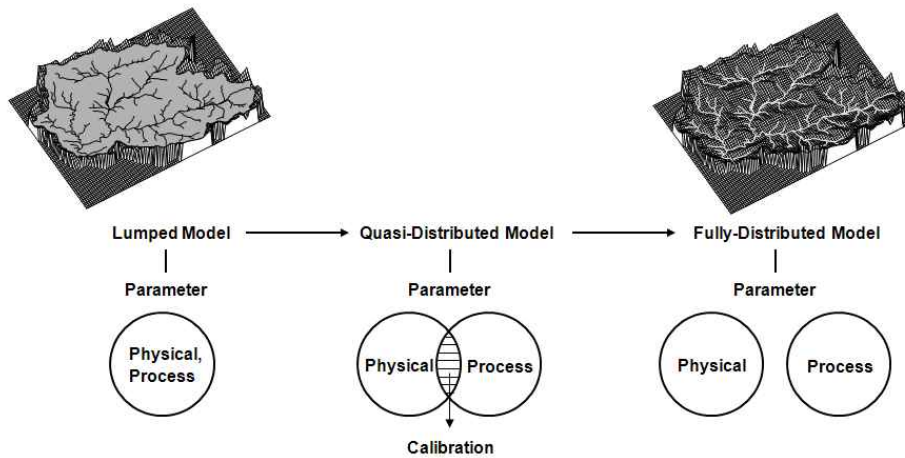 Lumped Model
Quasi-Distributed Model
Fully-Distributed Model
Parameter
Parameter
Parameter
Physical,
Process
Physical
Process
Physical
Process
Calibration